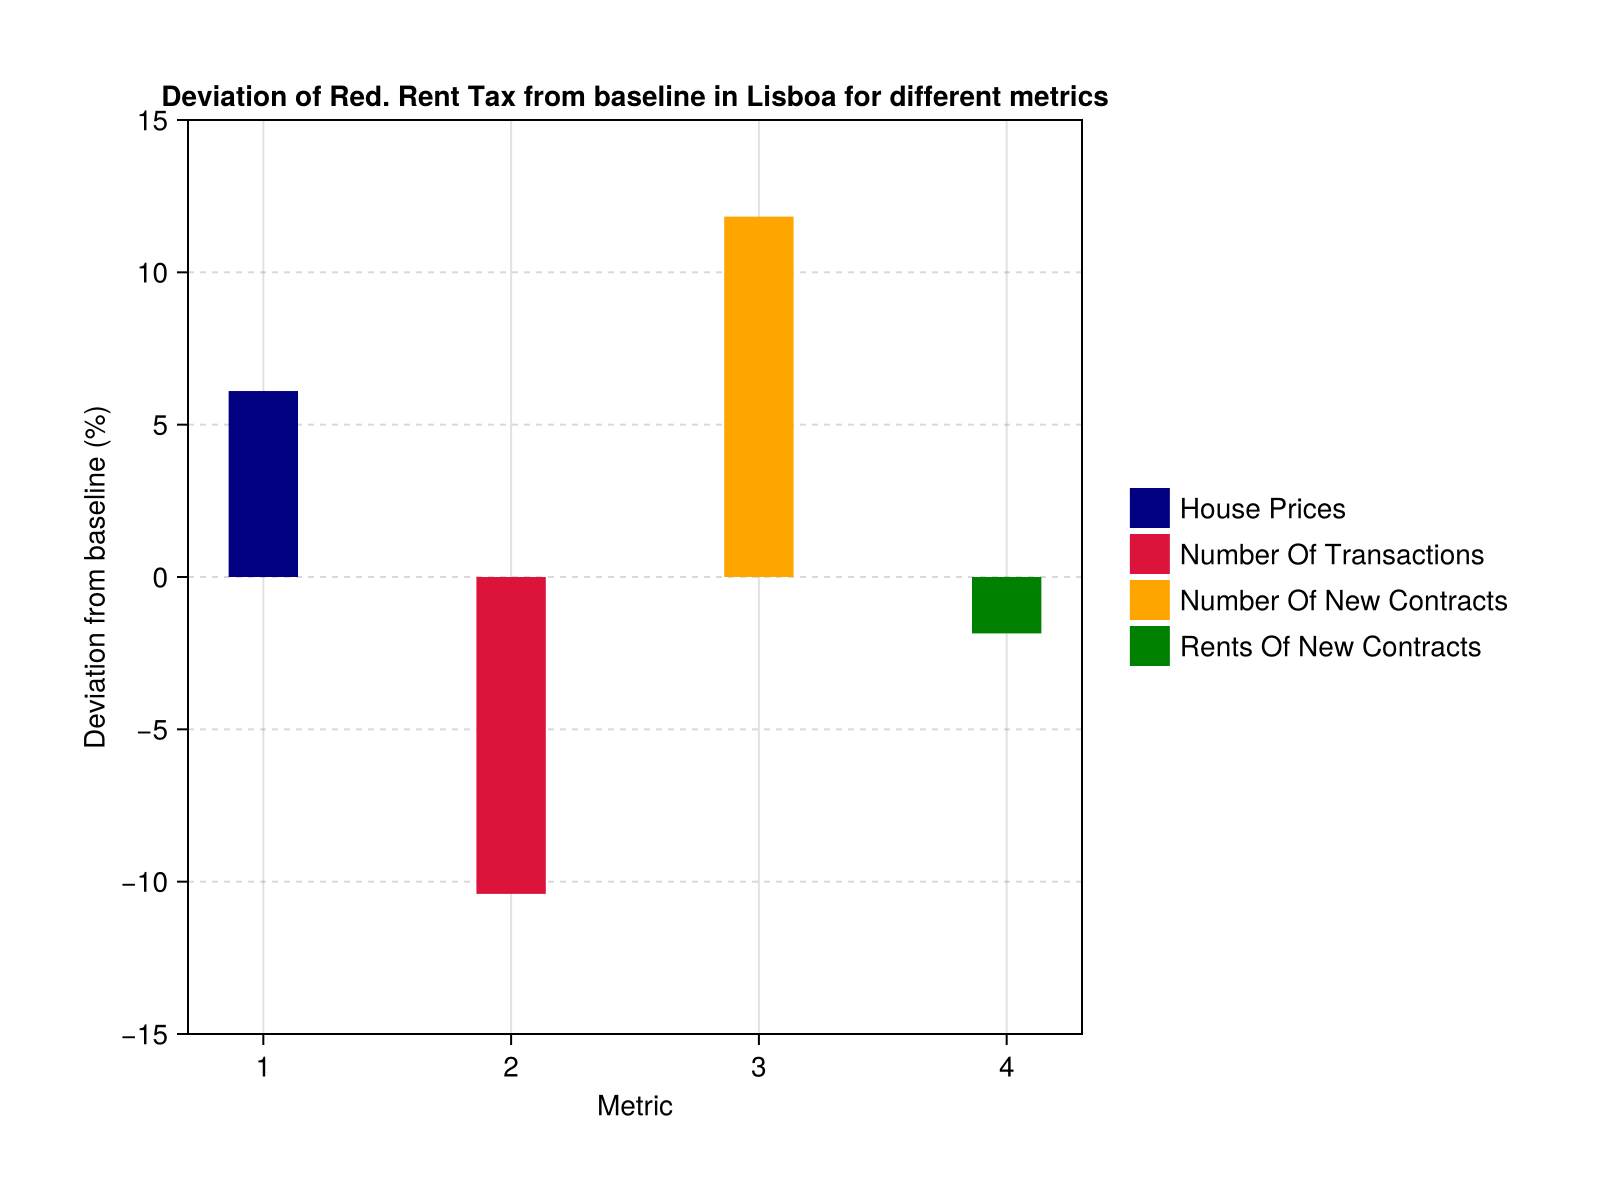 Deviation of Red. Rent Tax from baseline in Lisboa for different metrics
15
10
5
0
−5
−10
−15
Deviation from baseline (%)
1 2 3 4
Metric
House Prices
Number Of Transactions
Number Of New Contracts
Rents Of New Contracts